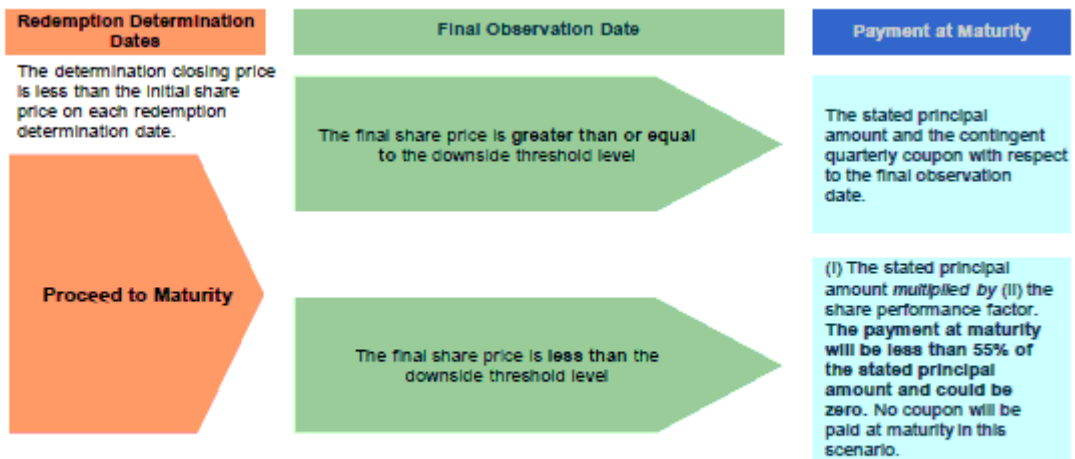 Redemption Determination
Dates
Final Observation Date
Payment at Maturity
The determination closing price
is less than the initial share
price on each redemption
determination date.
Proceed to Maturity
The final share price is greater than or equal
to the downside threshold level
The stated principal
amount and the contingent
quarterly coupon with respect
to the final observation
date.
The final share price is less than the
downside threshold level
(i) The stated principal
amount multiplied by (ii) the
share performance factor.
The payment at maturity
will be less than 55% of
the stated principal
amount and could be
zero. No coupon will be
paid at maturity in this
scenario.